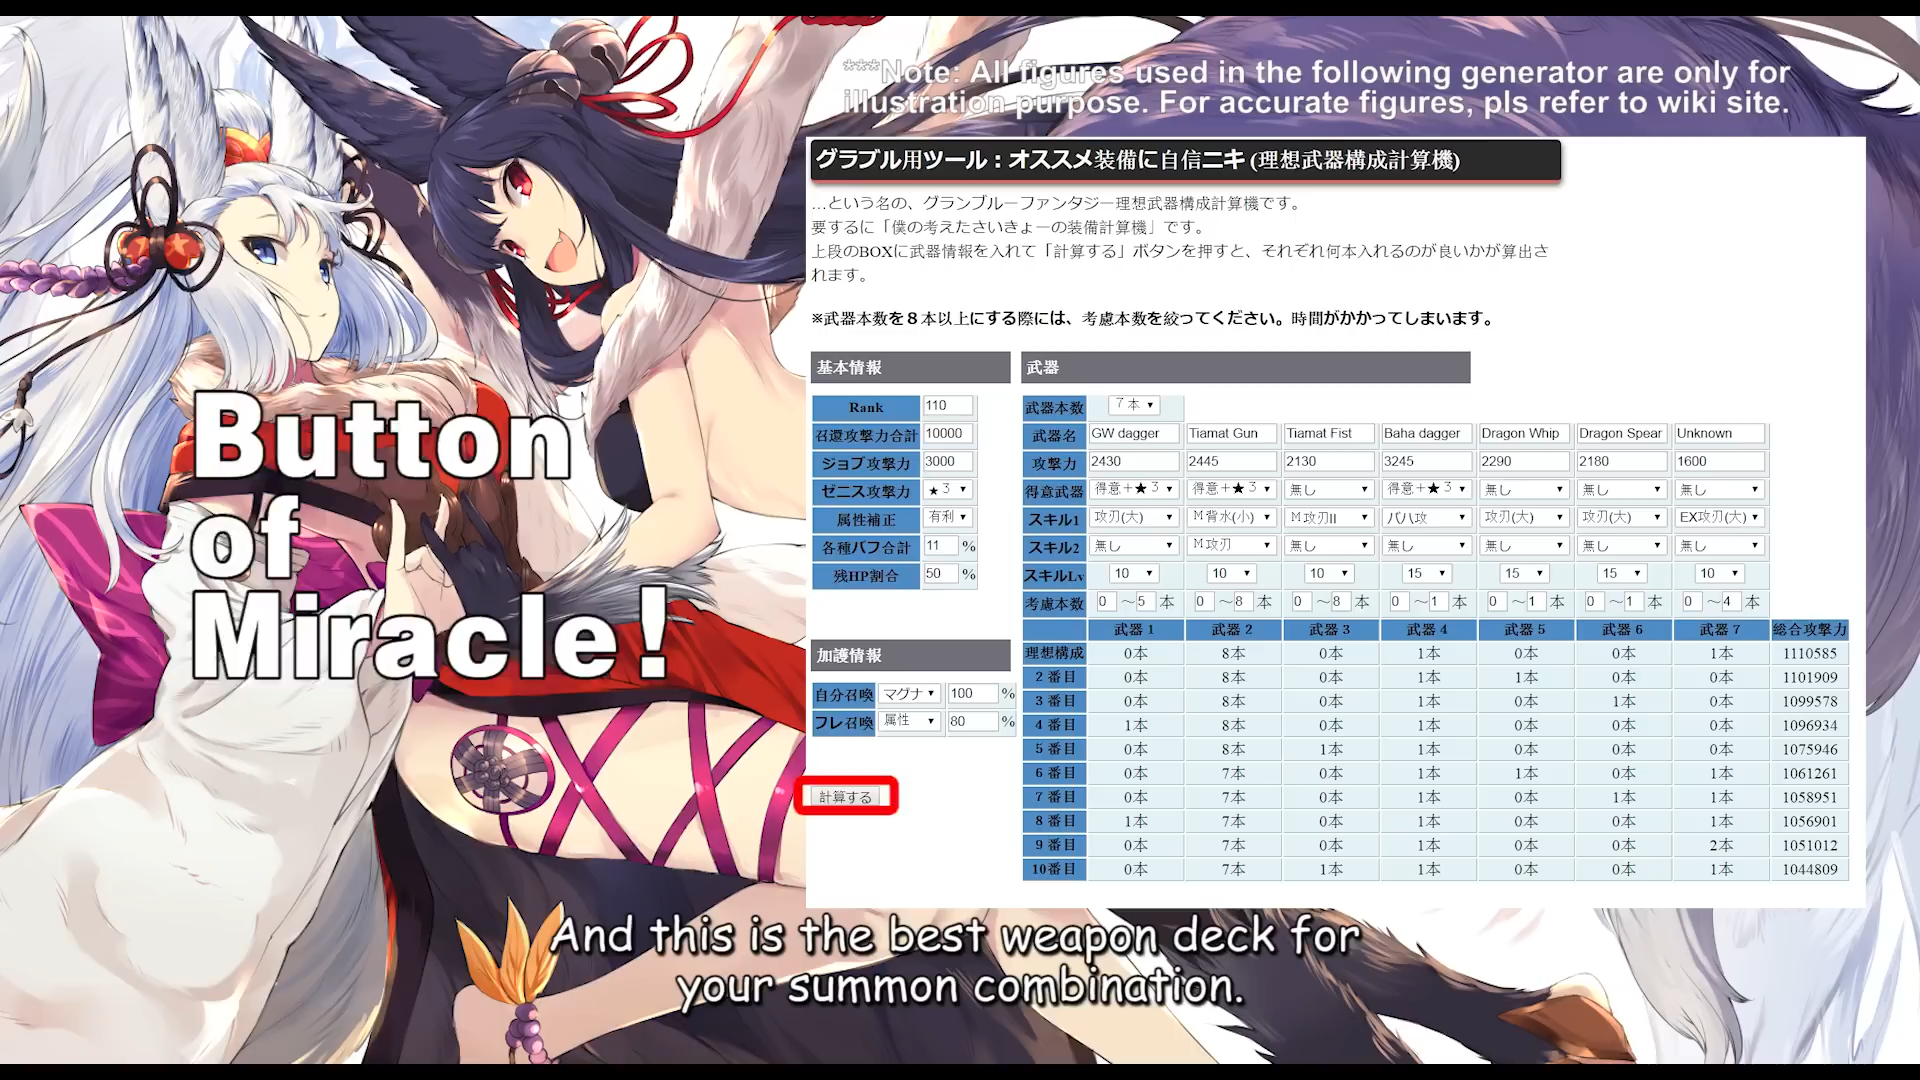 ***Note: All figures used in the following generator are only for
illustration purpose. For accurate figures, pls refer to wiki site.
グラブル用ツール：オススメ装備に自信ニキ (理想武器構成計算機)
…という名の、グランブルーファンタジー理想武器構成計算機です。
要するに「僕の考えたさいきょーの装備計算機」です。
上段のBOXに武器情報を入れて「計算する」ボタンを押すと、それぞれ何本入れるのが良いかが算出さ
れます。
※武器本数を８本以上にする際には、考慮本数を絞ってください。時間がかかってしまいます。
基本情報
Rank 110
召還攻撃力合計 10000
ジョブ攻撃力 3000
ゼニス攻撃力 ★3
属性補正 有利
各種バフ合計 11 %
残HP割合 50 %
加護情報
自分召喚 マグナ 100 %
フレ召喚 属性 80 %
計算する
武器
武器本数 7本
武器名 GW dagger Tiamat Gun Tiamat Fist Baha dagger Dragon Whip Dragon Spear Unknown
攻撃力 2430 2445 2130 3245 2290 2180 1600
得意武器 得意＋★3 得意＋★3 無し 得意＋★3 無し 無し 無し
スキル1 攻刃(大) M背水(小) M攻刃II バハ攻 攻刃(大) 攻刃(大) EX攻刃(大)
スキル2 無し M攻刃 無し 無し 無し 無し 無し
スキルLv 10 10 10 15 15 15 10
考慮本数 0 ～5 本 0 ～8 本 0 ～8 本 0 ～1 本 0 ～1 本 0 ～1 本 0 ～4 本
武器1 武器2 武器3 武器4 武器5 武器6 武器7 総合攻撃力
理想構成 0本 8本 0本 1本 0本 0本 1本 1110585
2番目 0本 8本 0本 1本 1本 0本 0本 1101909
3番目 0本 8本 0本 1本 0本 1本 0本 1099578
4番目 1本 8本 0本 1本 0本 0本 0本 1096934
5番目 0本 8本 1本 1本 0本 0本 0本 1075946
6番目 0本 7本 0本 1本 1本 0本 1本 1061261
7番目 0本 7本 0本 1本 0本 1本 1本 1058951
8番目 1本 7本 0本 1本 0本 0本 1本 1056901
9番目 0本 7本 0本 1本 0本 0本 2本 1051012
10番目 0本 7本 1本 1本 0本 0本 1本 1044809
Button
of
Miracle!
And this is the best weapon deck for
your summon combination.